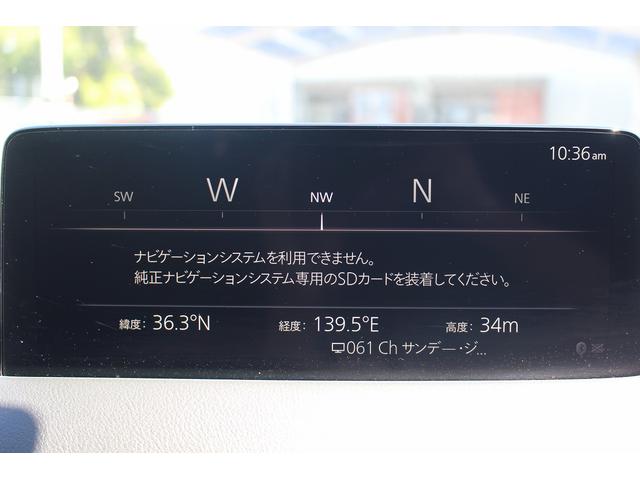 10:36am
SW W NW N NE
ナビゲーションシステムを利用できません。
純正ナビゲーションシステム専用のSDカードを装着してください。
緯度: 36.3°N 経度: 139.5°E 高度: 34m
061 Ch サンデー・ジ...